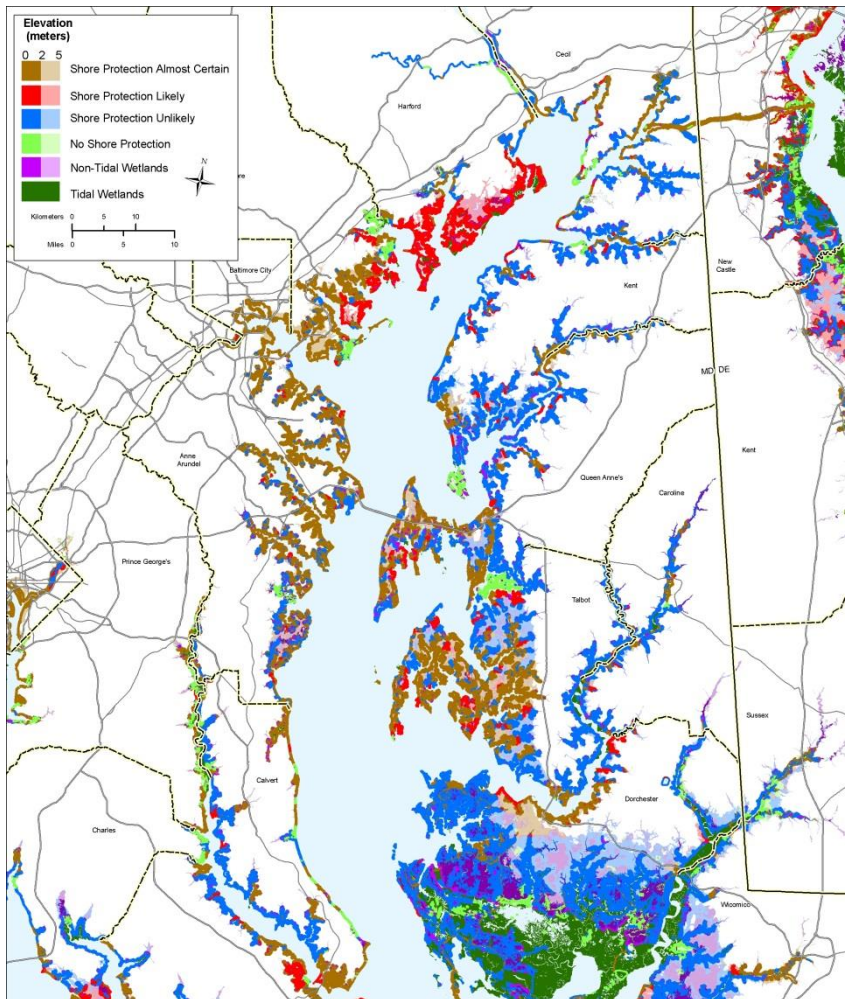 Elevation
(meters)
0 2 5
Shore Protection Almost Certain
Shore Protection Likely
Shore Protection Unlikely
No Shore Protection
Non-Tidal Wetlands
Tidal Wetlands
N
Kilometers
0 5 10
Miles
0 5 10
Cecil
Harford
ore
Baltimore City
New
Castle
Kent
MD
DE
Anne
Arundel
Queen Anne's
Kent
Caroline
Prince George's
Talbot
Sussex
Calvert
Dorchester
Charles
Wicomico